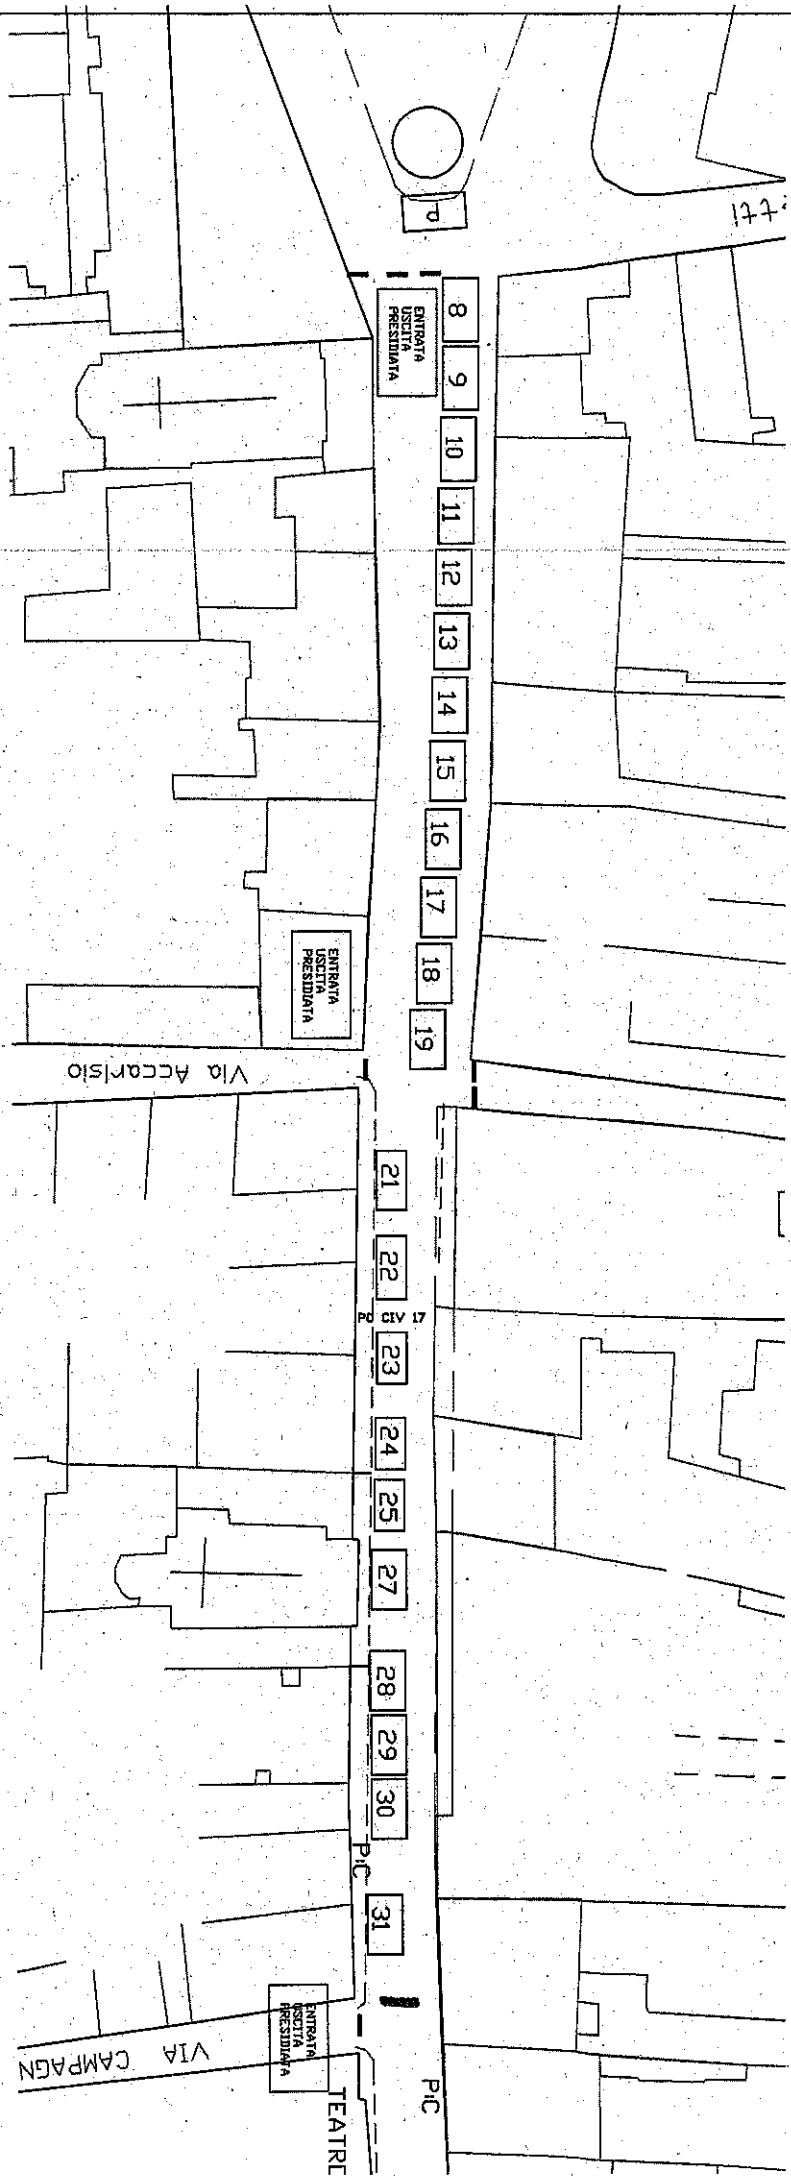 P
8
ENTRATA
USCITA
PRESIDIATA
9
10
11
12
13
14
15
16
17
18
ENTRATA
USCITA
PRESIDIATA
19
Via Accarisio
21
22
PC CIV 17
23
24
25
27
28
29
30
PiC
31
ENTRATA
USCITA
PRESIDIATA
VIA CAMPAGN
PiC
TEATRO